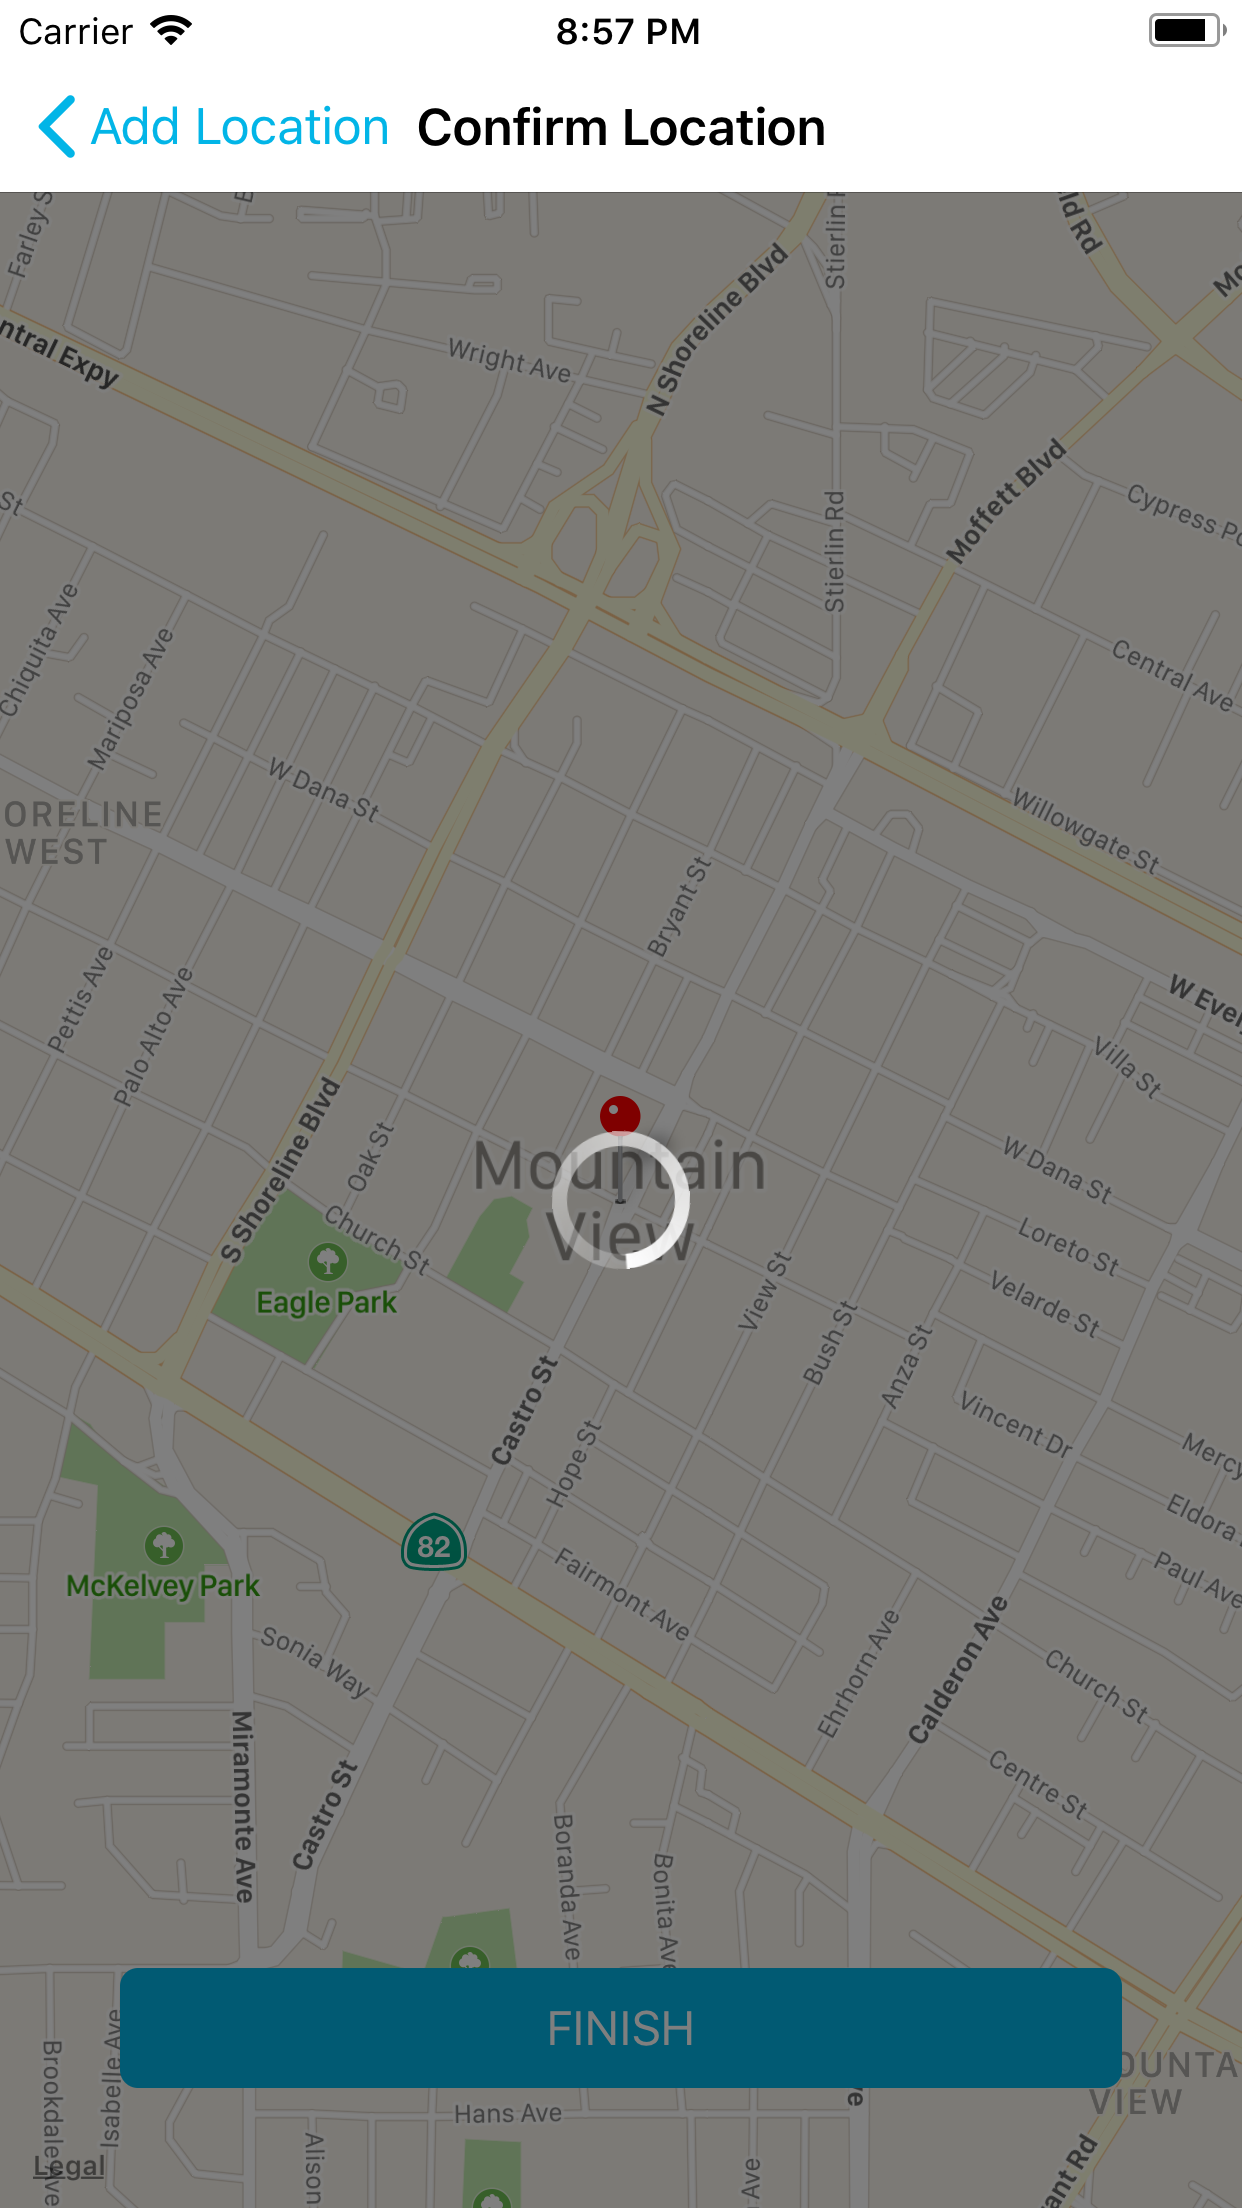 Carrier
8:57 PM
Add Location
Confirm Location
Farley S
N Shoreline Blvd
Stierlin
ld Rd
Mo
ntral Expy
Wright Ave
St
Stierlin Rd
Moffett Blvd
Cypress Po
Chiquita Ave
Mariposa Ave
Central Ave
W Dana St
ORELINE
WEST
Willowgate St
Bryant St
Pettis Ave
Palo Alto Ave
W Evel
Villa St
S Shoreline Blvd
Oak St
Mountain
View
W Dana St
Church St
Eagle Park
Loreto St
View St
Velarde St
Bush St
Anza St
Castro St
Hope St
Vincent Dr
Mercy
82
Eldora
McKelvey Park
Fairmont Ave
Paul Ave
Sonia Way
Ehrhorn Ave
Calderon Ave
Church St
Miramonte Ave
Castro St
Centre St
Boranda Ave
Bonita Ave
FINISH
Brookdale Ave
Isabelle Ave
OUNTA
VIEW
e
Hans Ave
Legal
Alison
Ave
ant Rd